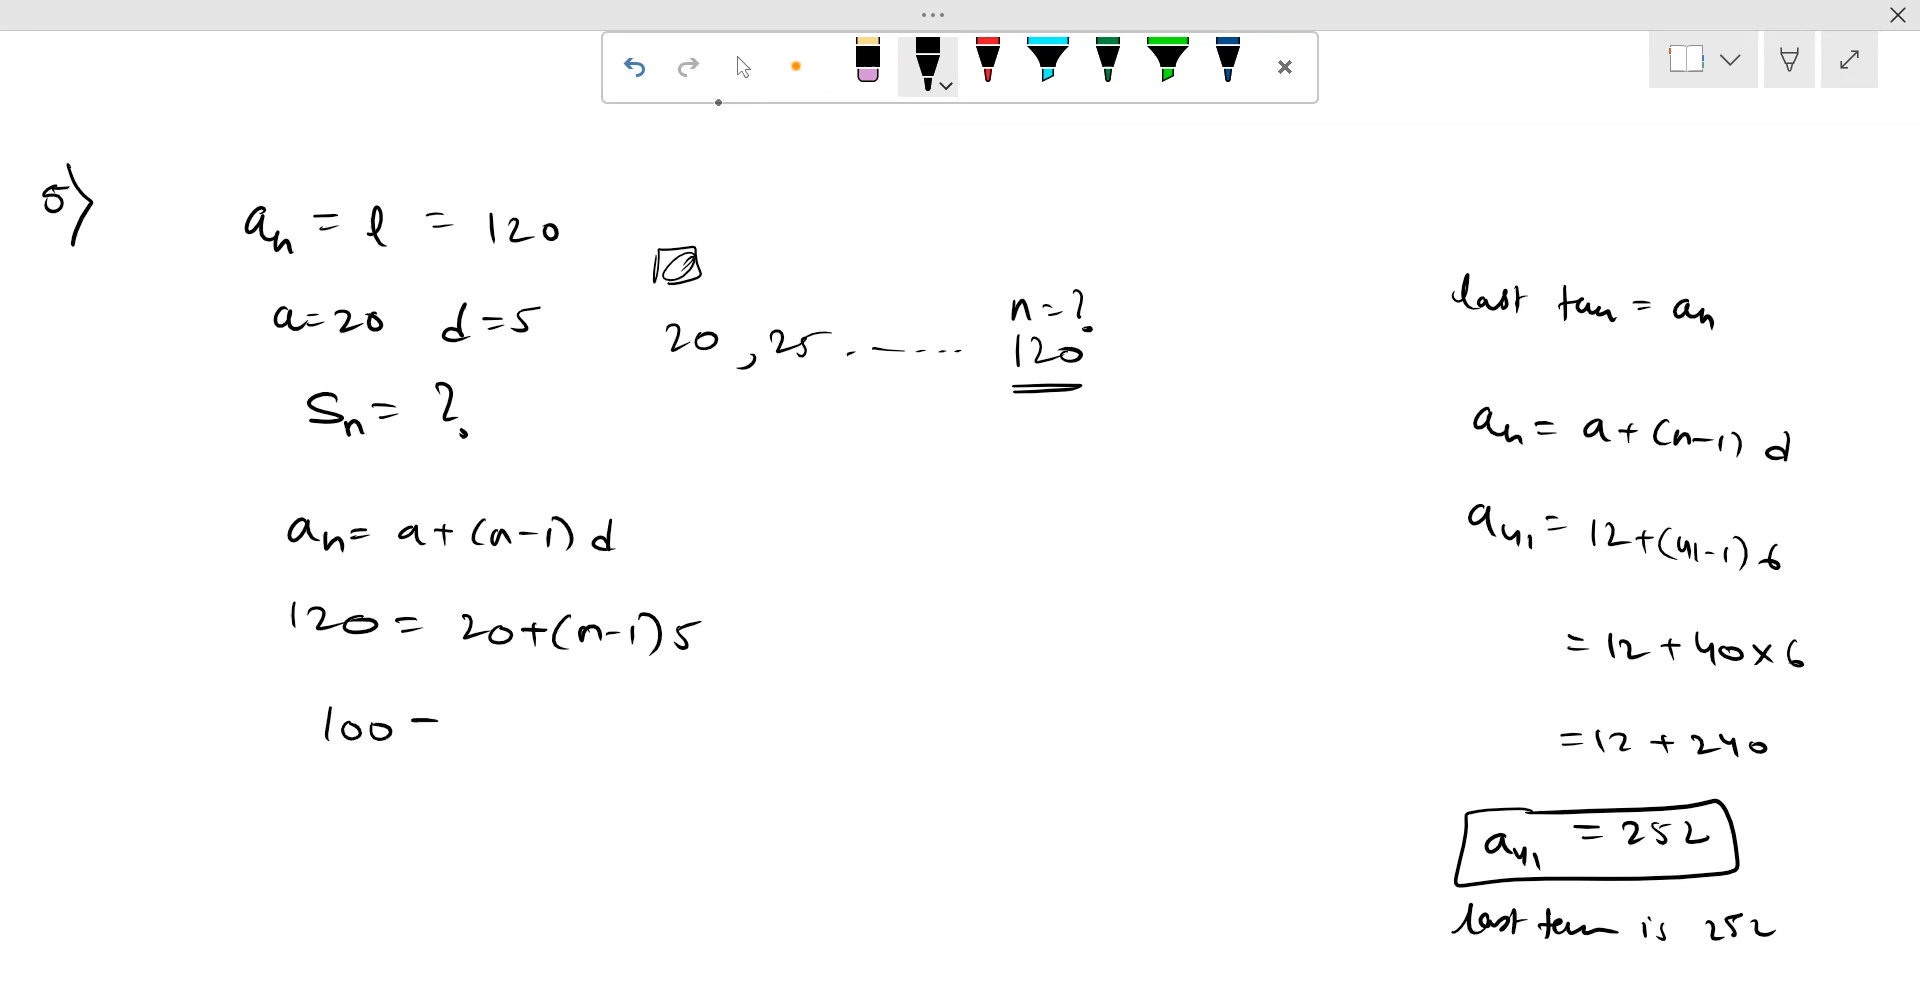 5)
aₙ = l = 120
a=20 d=5
20, 25.-----
n=?
120
Sₙ= ?
aₙ= a+(n-1)d
120= 20+(n-1)5
100 -
last term = aₙ
aₙ= a+(n-1)d
a₄₁= 12+(41-1)6
= 12+40×6
=12+240
a₄₁ = 252
last term is 252